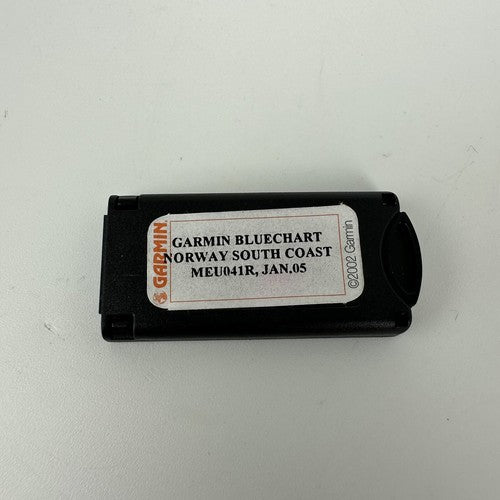 GARMIN
GARMIN BLUECHART
NORWAY SOUTH COAST
MEU041R, JAN.05
©2002 Garmin